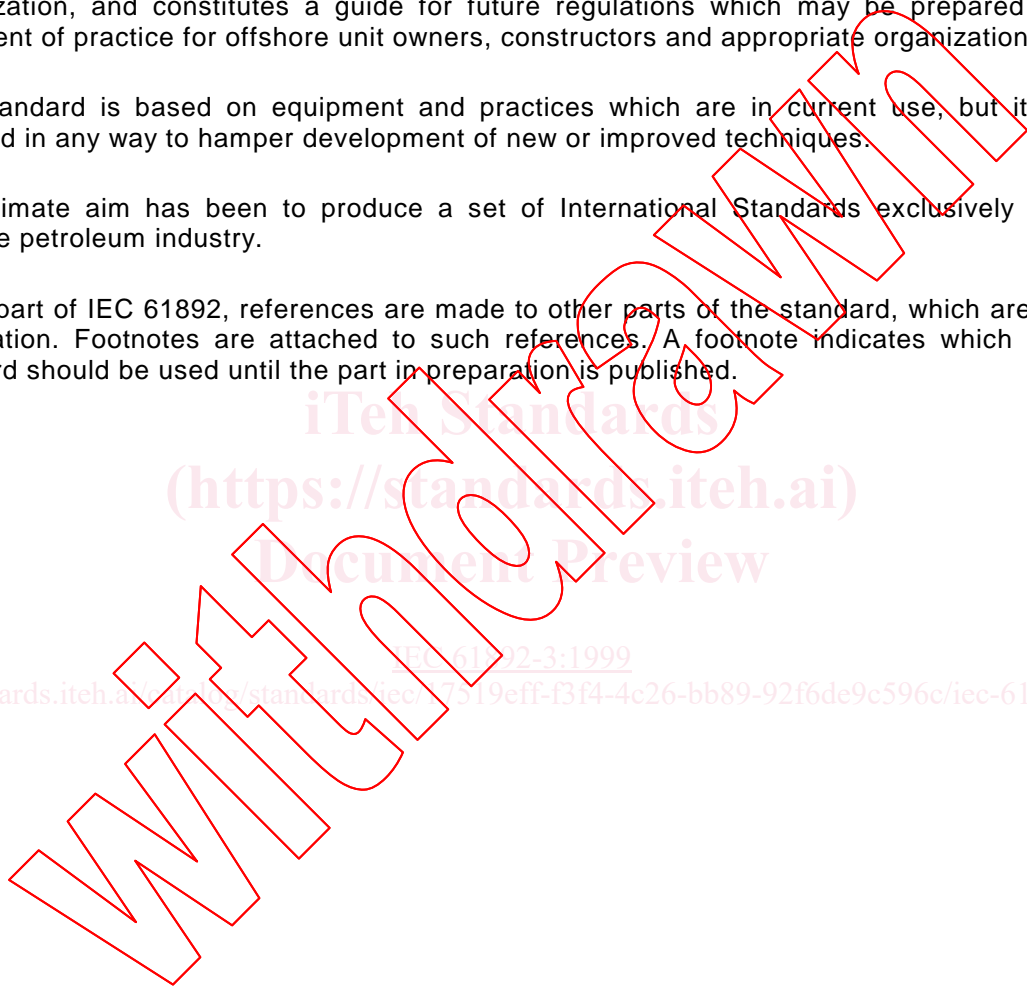 zation, and constitutes a guide for future regulations which may be prepared
ent of practice for offshore unit owners, constructors and appropriate organization
tandard is based on equipment and practices which are in current use, but it
d in any way to hamper development of new or improved techniques.
timate aim has been to produce a set of International Standards exclusively
e petroleum industry.
part of IEC 61892, references are made to other parts of the standard, which are
ation. Footnotes are attached to such references. A footnote indicates which
rd should be used until the part in preparation is published.
iTeh Standards
(https://standards.iteh.ai)
Document Preview
IEC 61892-3:1999
ards.iteh.ai/catalog/standards/iec/17519eff-f3f4-4c26-bb89-92f6de9c596c/iec-61
withdrawn